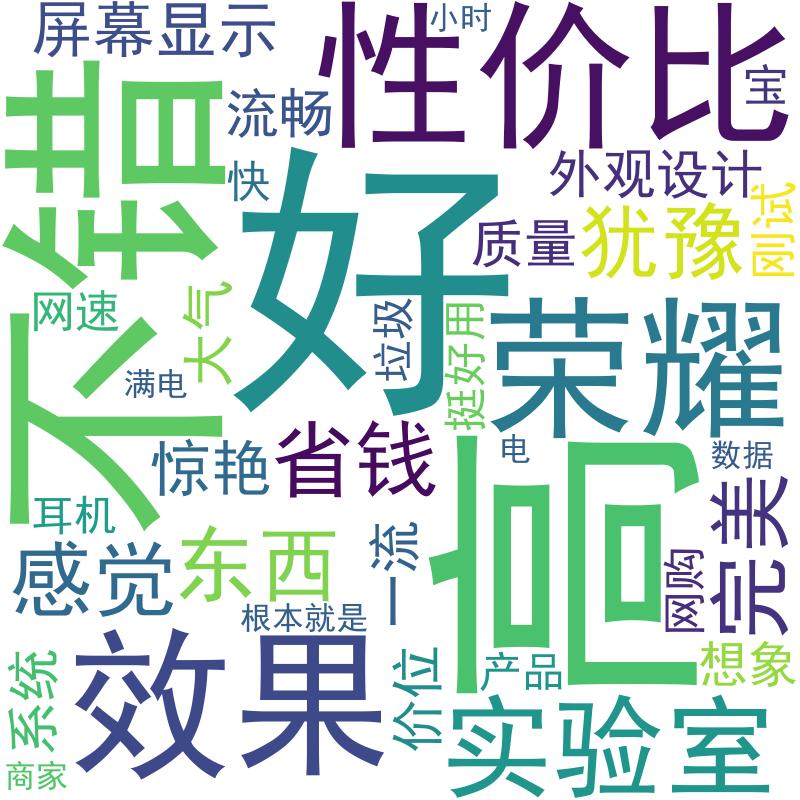 屏幕显示
小时
性价比
宝
不错
流畅
快
好
外观设计
质量
犹豫
刚试
网速
大气
垃圾
挺好用
荣耀
满电
惊艳
省钱
电
数据
高
耳机
感觉
东西
一流
完美
网购
根本就是
效果
系统
价位
产品
想象
实验室
商家